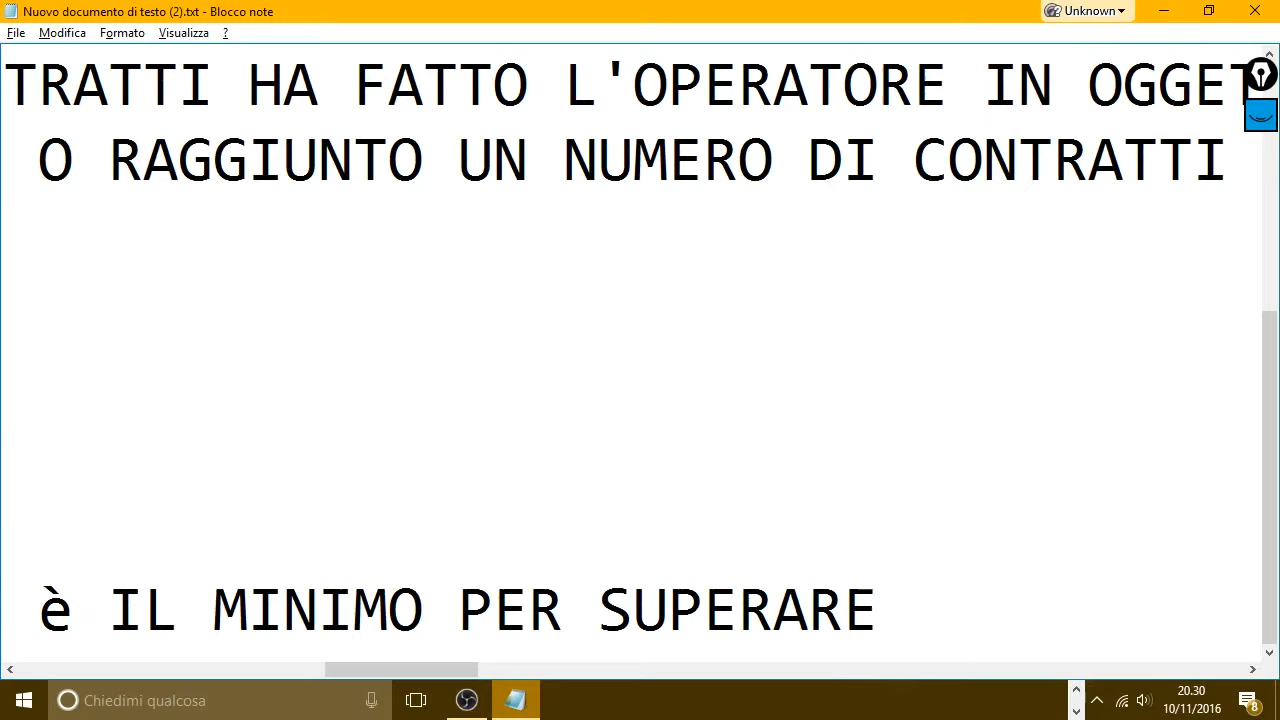 Nuovo documento di testo (2).txt - Blocco note
Unknown
File Modifica Formato Visualizza ?
TRATTI HA FATTO L'OPERATORE IN OGGET
O RAGGIUNTO UN NUMERO DI CONTRATTI
è IL MINIMO PER SUPERARE
Chiedimi qualcosa
20.30
10/11/2016
8